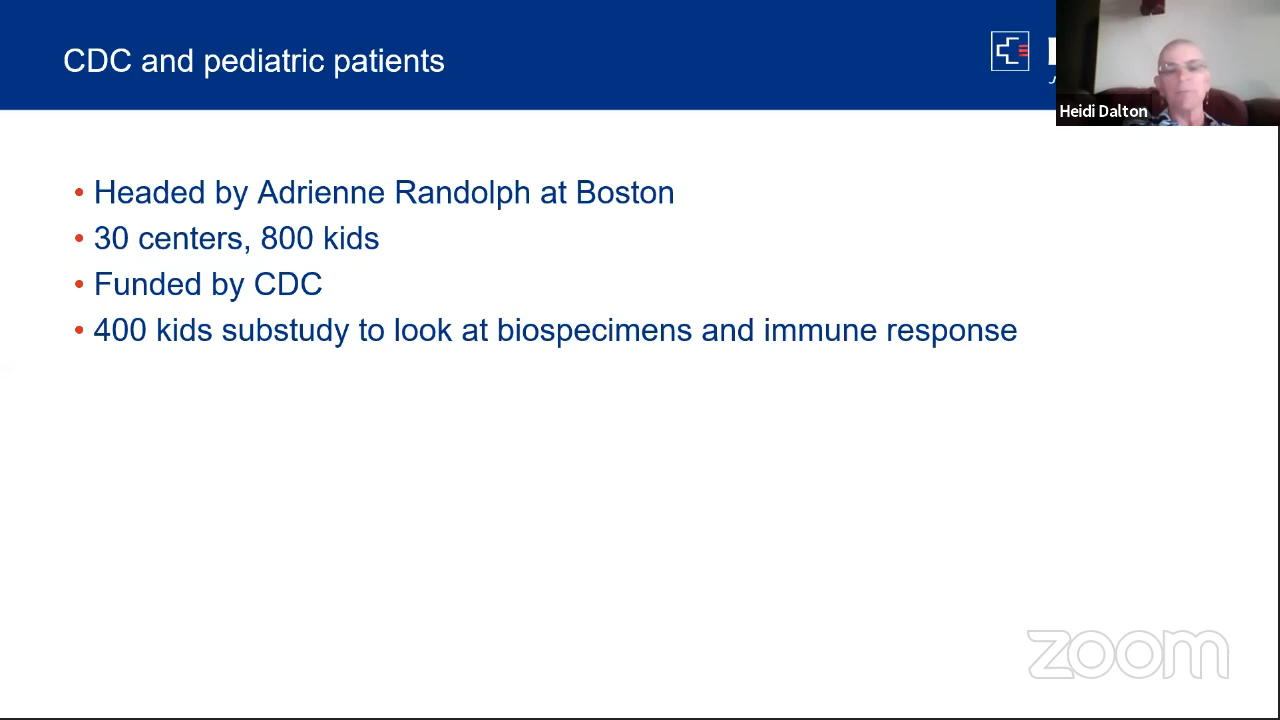 CDC and pediatric patients
Heidi Dalton
• Headed by Adrienne Randolph at Boston
• 30 centers, 800 kids
• Funded by CDC
• 400 kids substudy to look at biospecimens and immune response
zoom